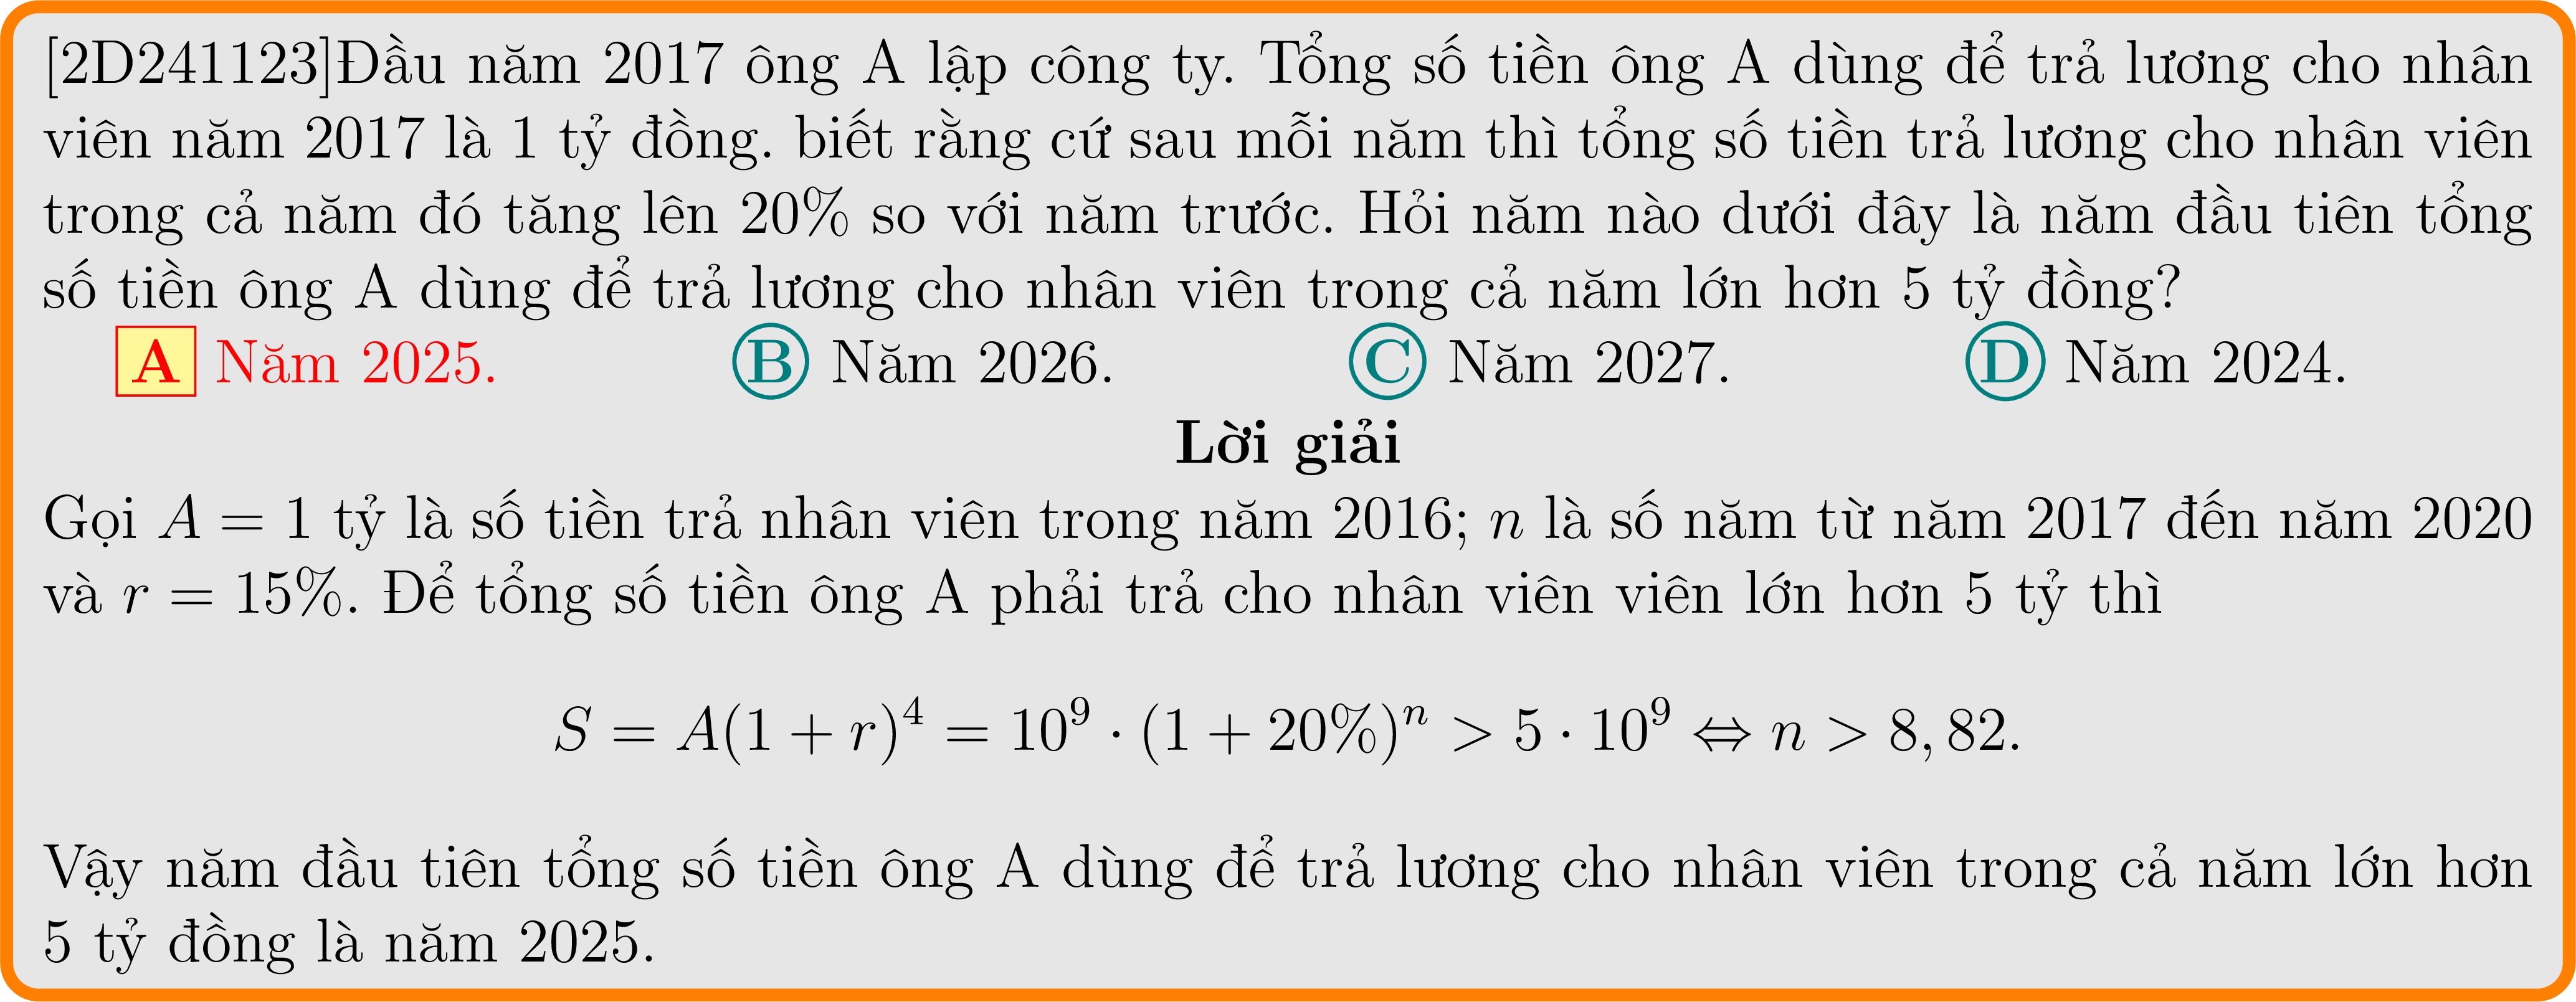 [2D241123]Đầu năm 2017 ông A lập công ty. Tổng số tiền ông A dùng để trả lương cho nhân
viên năm 2017 là 1 tỷ đồng. biết rằng cứ sau mỗi năm thì tổng số tiền trả lương cho nhân viên
trong cả năm đó tăng lên 20% so với năm trước. Hỏi năm nào dưới đây là năm đầu tiên tổng
số tiền ông A dùng để trả lương cho nhân viên trong cả năm lớn hơn 5 tỷ đồng?
A Năm 2025. B Năm 2026. C Năm 2027. D Năm 2024.
Lời giải
Gọi A = 1 tỷ là số tiền trả nhân viên trong năm 2016; n là số năm từ năm 2017 đến năm 2020
và r = 15%. Để tổng số tiền ông A phải trả cho nhân viên viên lớn hơn 5 tỷ thì
S = A(1 + r)⁴ = 10⁹ · (1 + 20%)ⁿ > 5 · 10⁹ ⇔ n > 8, 82.
Vậy năm đầu tiên tổng số tiền ông A dùng để trả lương cho nhân viên trong cả năm lớn hơn
5 tỷ đồng là năm 2025.